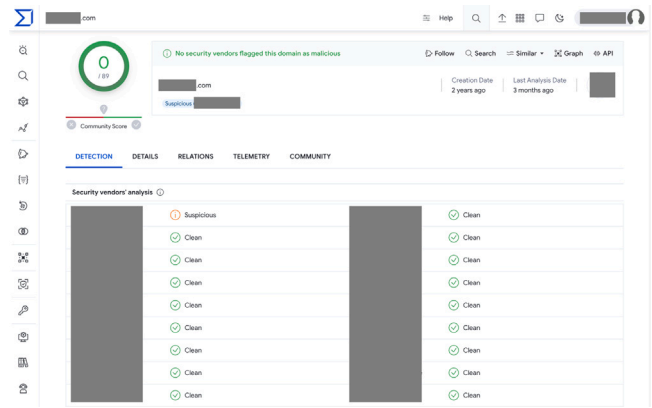 .com
Help
0
/ 89
No security vendors flagged this domain as malicious
Follow Search Similar Graph API
.com
Suspicious
Creation Date
2 years ago
Last Analysis Date
3 months ago
Community Score
DETECTION DETAILS RELATIONS TELEMETRY COMMUNITY
Security vendors' analysis
Suspicious Clean
Clean Clean
Clean Clean
Clean Clean
Clean Clean
Clean Clean
Clean Clean
Clean Clean
Clean Clean